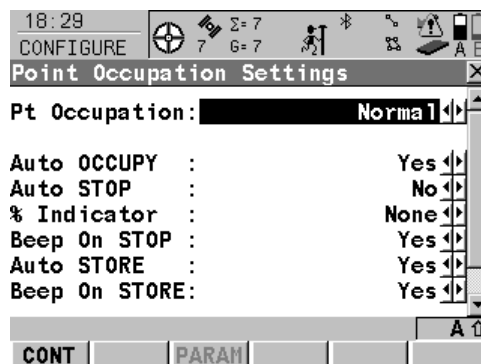 18:29
CONFIGURE
7
Σ= 7
G= 7
A
Point Occupation Settings
Pt Occupation: Normal
Auto OCCUPY : Yes
Auto STOP : No
% Indicator : None
Beep On STOP : Yes
Auto STORE : Yes
Beep On STORE: Yes
A
CONT PARAM